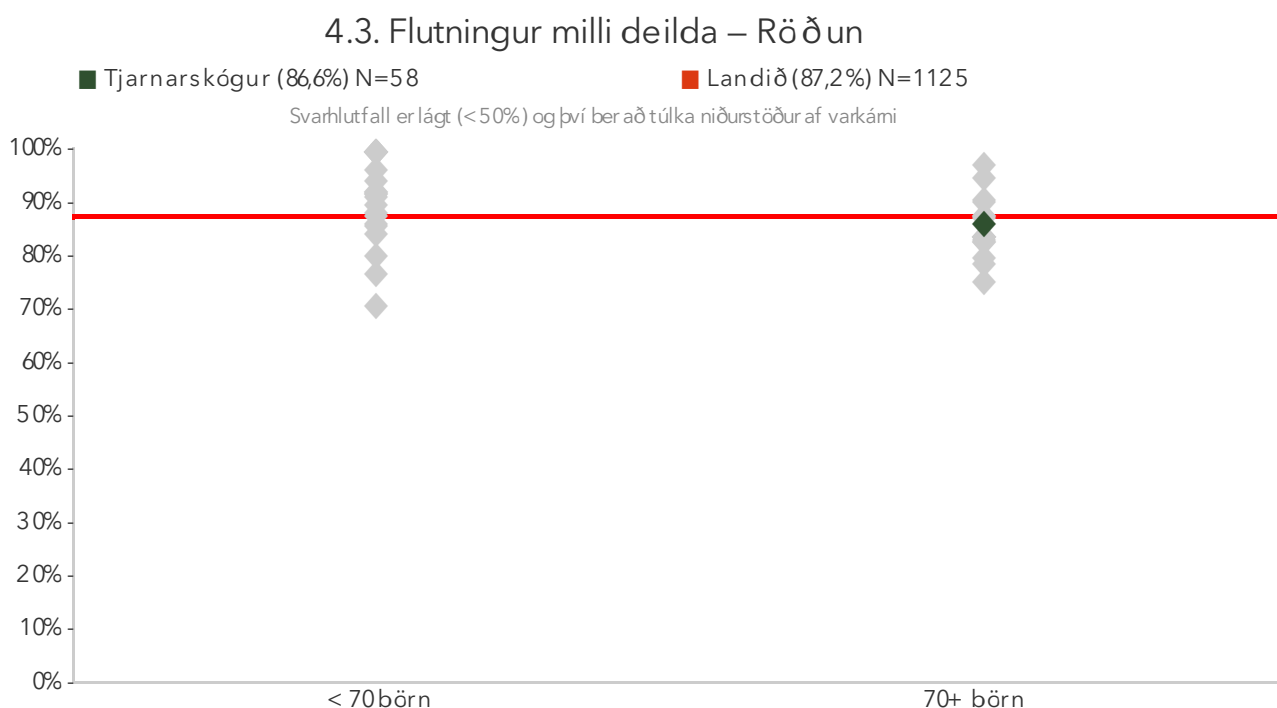 4.3. Flutningur milli deilda – Röðun
Tjarnarskógur (86,6%) N=58
Landið (87,2%) N=1125
Svarhlutfall er lágt (<50%) og því ber að túlka niðurstöður af varkárni
100%
90%
80%
70%
60%
50%
40%
30%
20%
10%
0%
< 70 börn
70+ börn